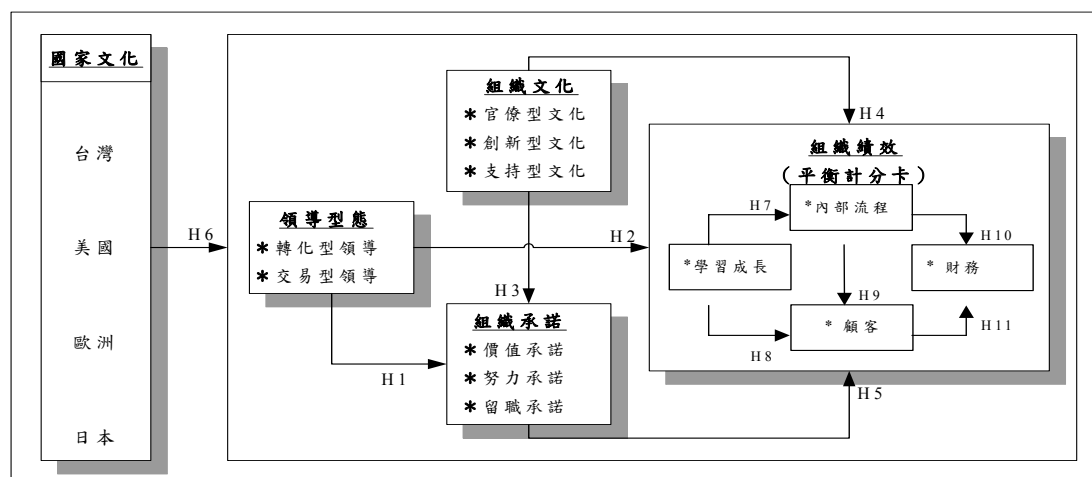 國家文化
台灣
美國
歐洲
日本
H6
組織文化
＊官僚型文化
＊創新型文化
＊支持型文化
領導型態
＊轉化型領導
＊交易型領導
H1
H2
H3
組織承諾
＊價值承諾
＊努力承諾
＊留職承諾
H4
H5
組織績效
（平衡計分卡）
H7
*內部流程
*學習成長
H10
* 財務
H9
* 顧客
H8
H11